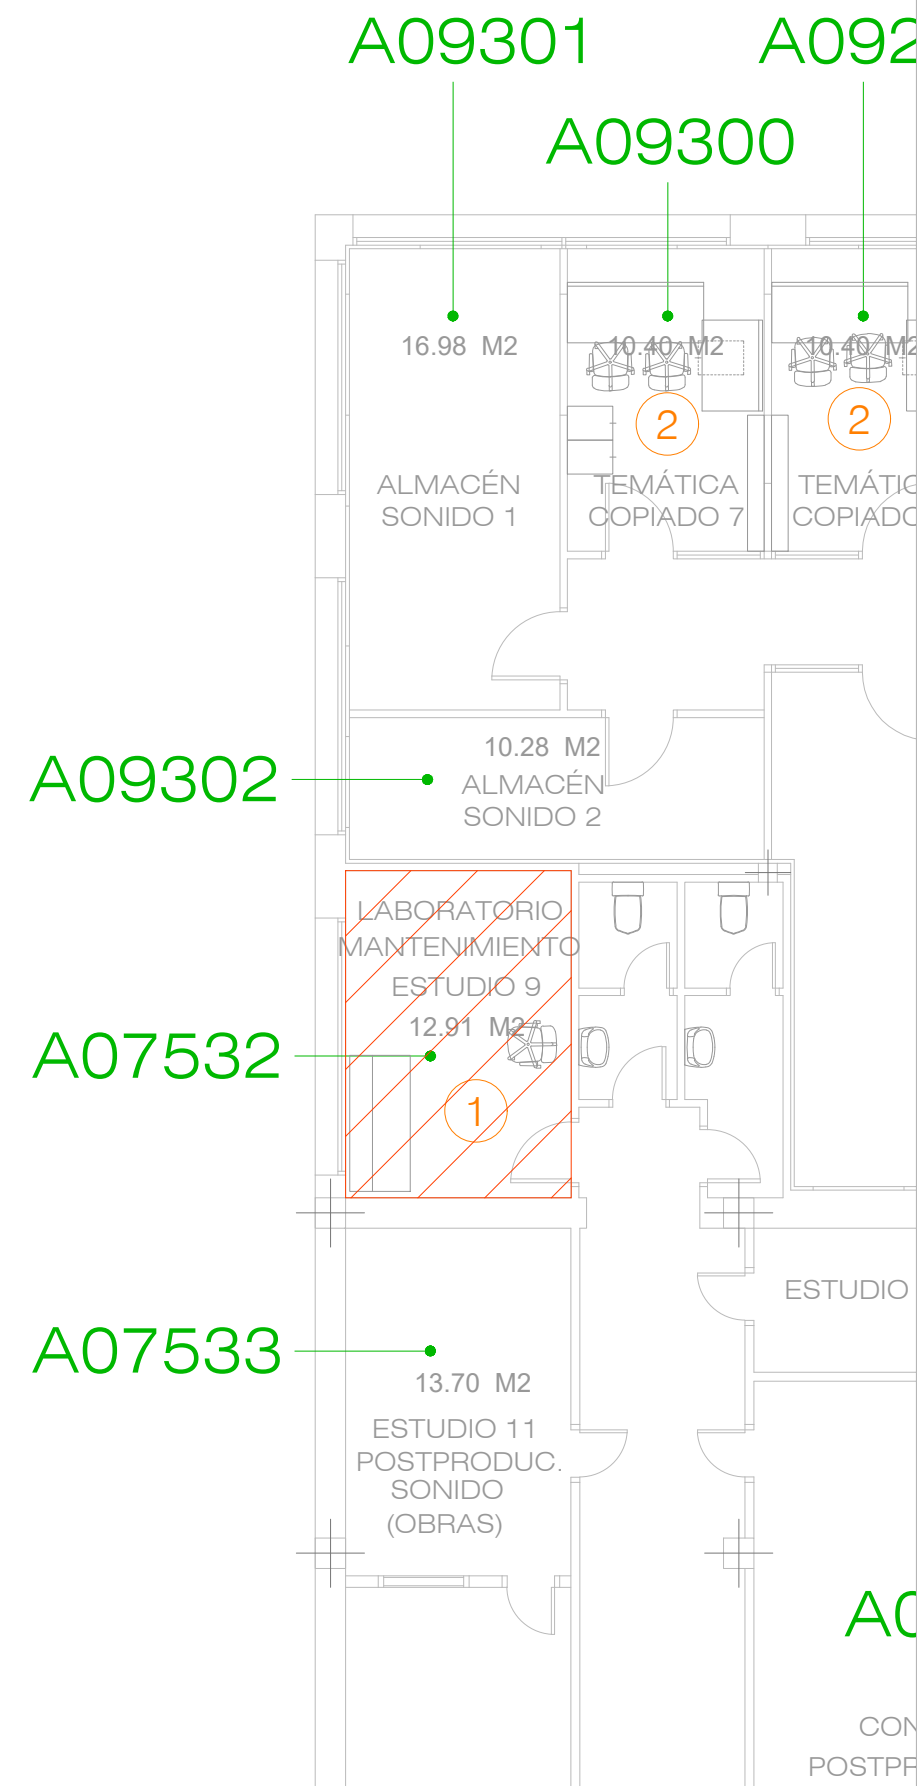 A09301
A092
A09300
16.98 M2
10.40 M2
10.40 M2
2
2
ALMACÉN
SONIDO 1
TEMÁTICA
COPIADO 7
TEMÁTIC
COPIADO
A09302
10.28 M2
ALMACÉN
SONIDO 2
LABORATORIO
MANTENIMIENTO
ESTUDIO 9
12.91 M2
A07532
1
ESTUDIO
A07533
13.70 M2
ESTUDIO 11
POSTPRODUC.
SONIDO
(OBRAS)
A0
CON
POSTPR